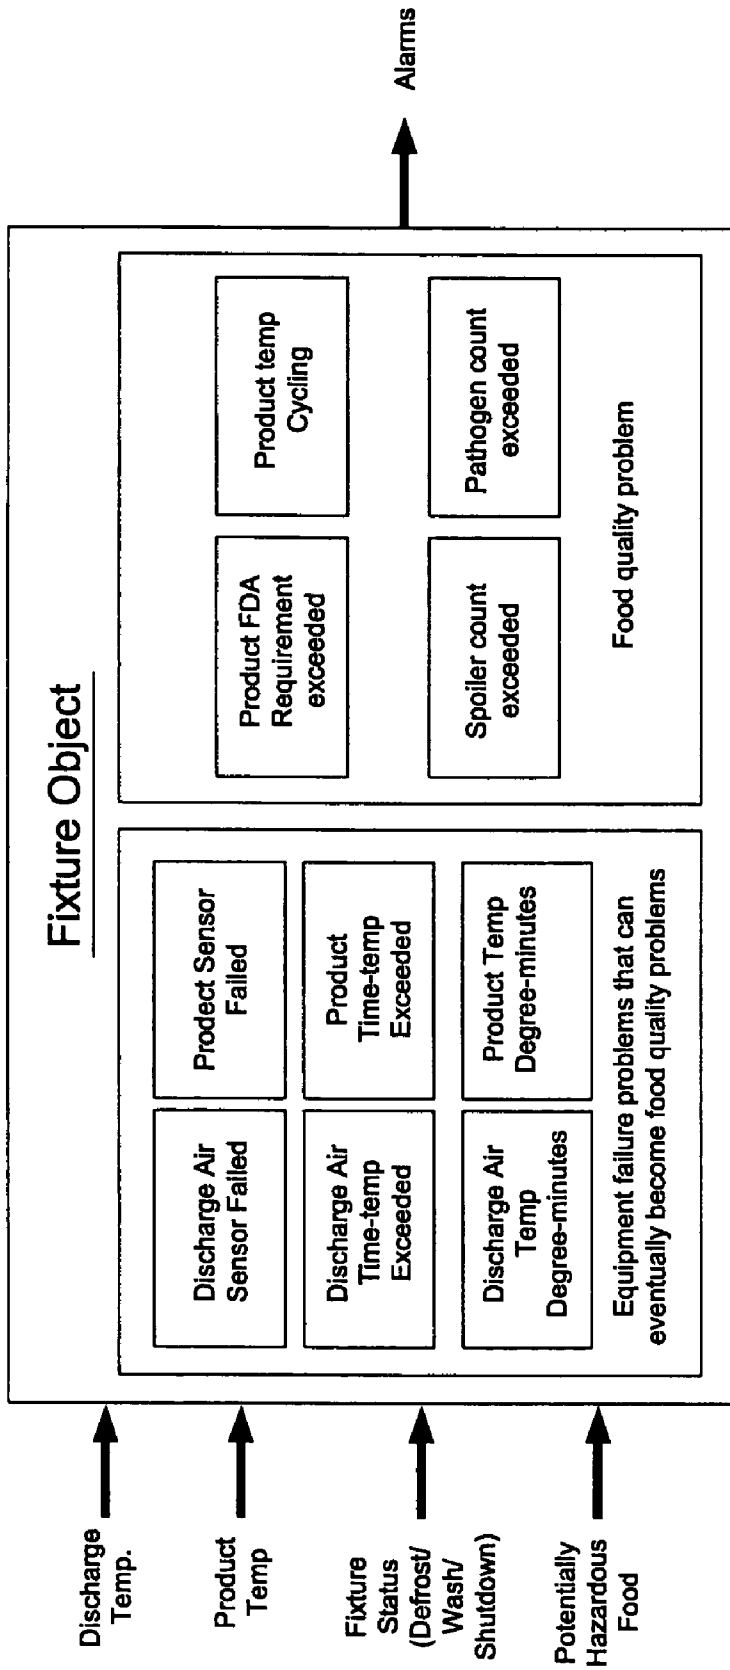 Fixture Object
Discharge
Temp.
Product
Temp
Fixture
Status
(Defrost/
Wash/
Shutdown)
Potentially
Hazardous
Food
Discharge Air
Sensor Failed
Prodect Sensor
Failed
Discharge Air
Time-temp
Exceeded
Product
Time-temp
Exceeded
Discharge Air
Temp
Degree-minutes
Product Temp
Degree-minutes
Equipment failure problems that can
eventually become food quality problems
Product FDA
Requirement
exceeded
Product temp
Cycling
Spoiler count
exceeded
Pathogen count
exceeded
Food quality problem
Alarms